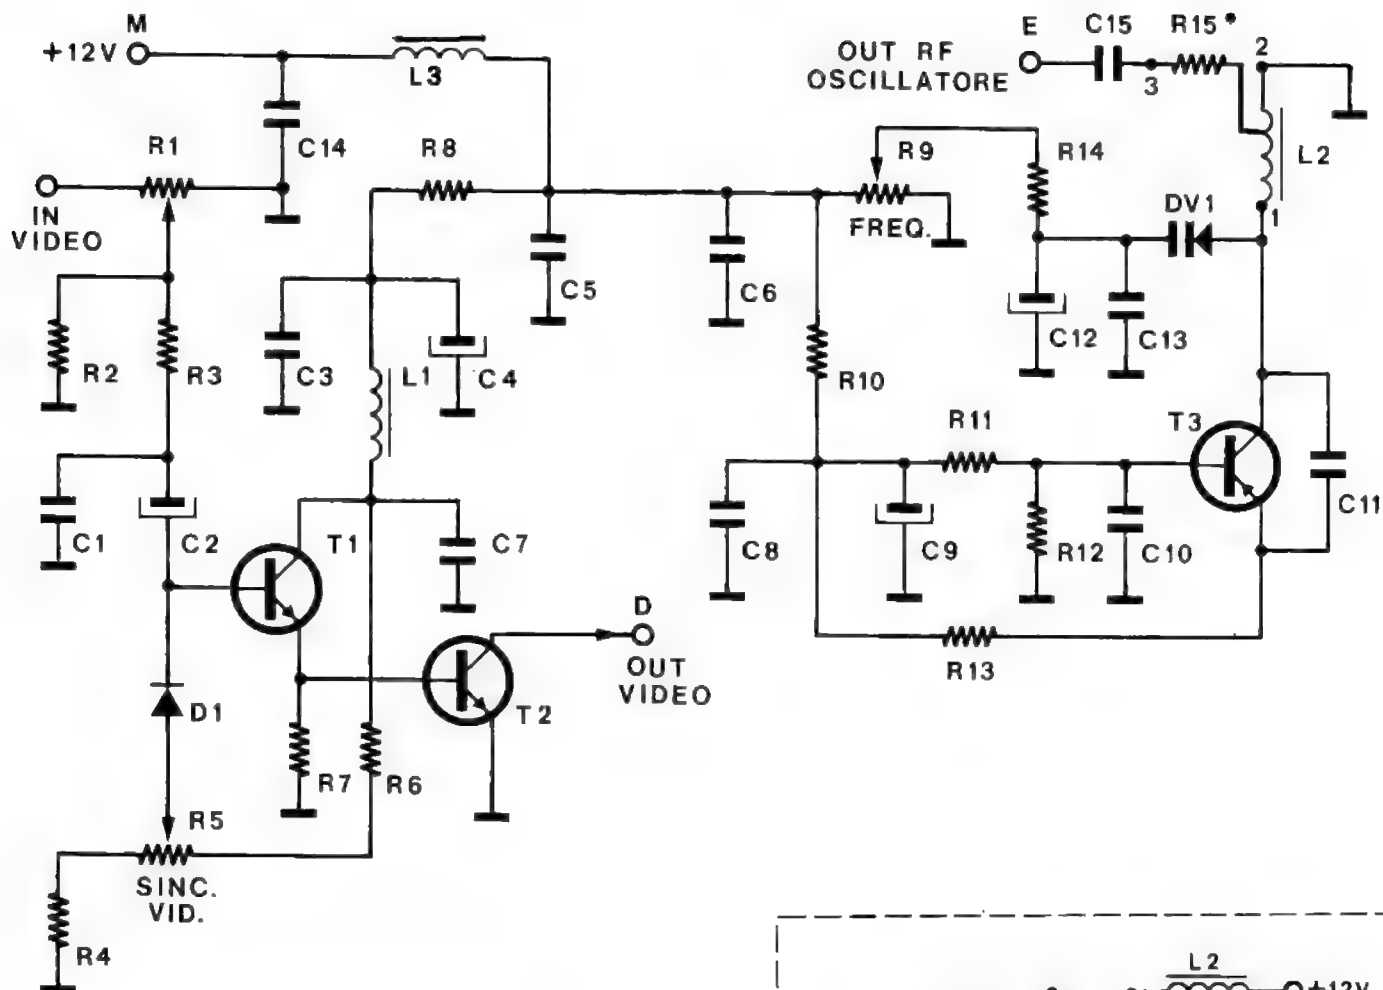 M
+12V
L3
C14
R1
IN
VIDEO
R8
C5
C6
R2
R3
C3
L1
C4
C1
C2
T1
C7
D
OUT
VIDEO
T2
D1
R7
R6
R5
SINC.
VID.
R4
E
C15
R15*
2
3
OUT RF
OSCILLATORE
R9
FREQ.
R14
L2
DV1
1
C12
C13
R10
R11
T3
C11
C8
C9
R12
C10
R13
L2
+12V